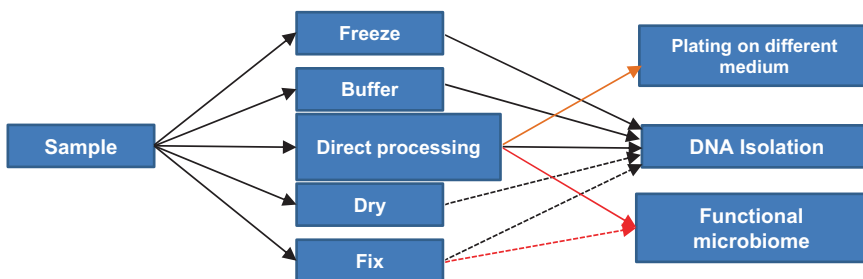 Sample
Freeze
Buffer
Direct processing
Dry
Fix
Plating on different
medium
DNA Isolation
Functional
microbiome